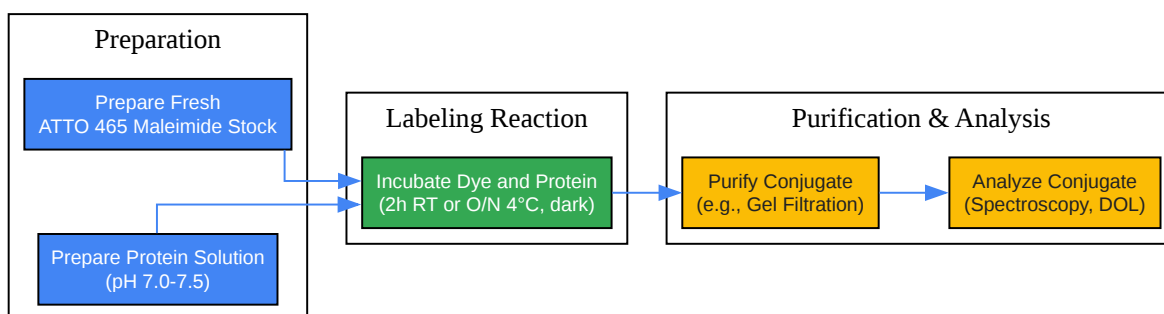 Preparation
Prepare Fresh
ATTO 465 Maleimide Stock
Prepare Protein Solution
(pH 7.0-7.5)
Labeling Reaction
Incubate Dye and Protein
(2h RT or O/N 4°C, dark)
Purification & Analysis
Purify Conjugate
(e.g., Gel Filtration)
Analyze Conjugate
(Spectroscopy, DOL)